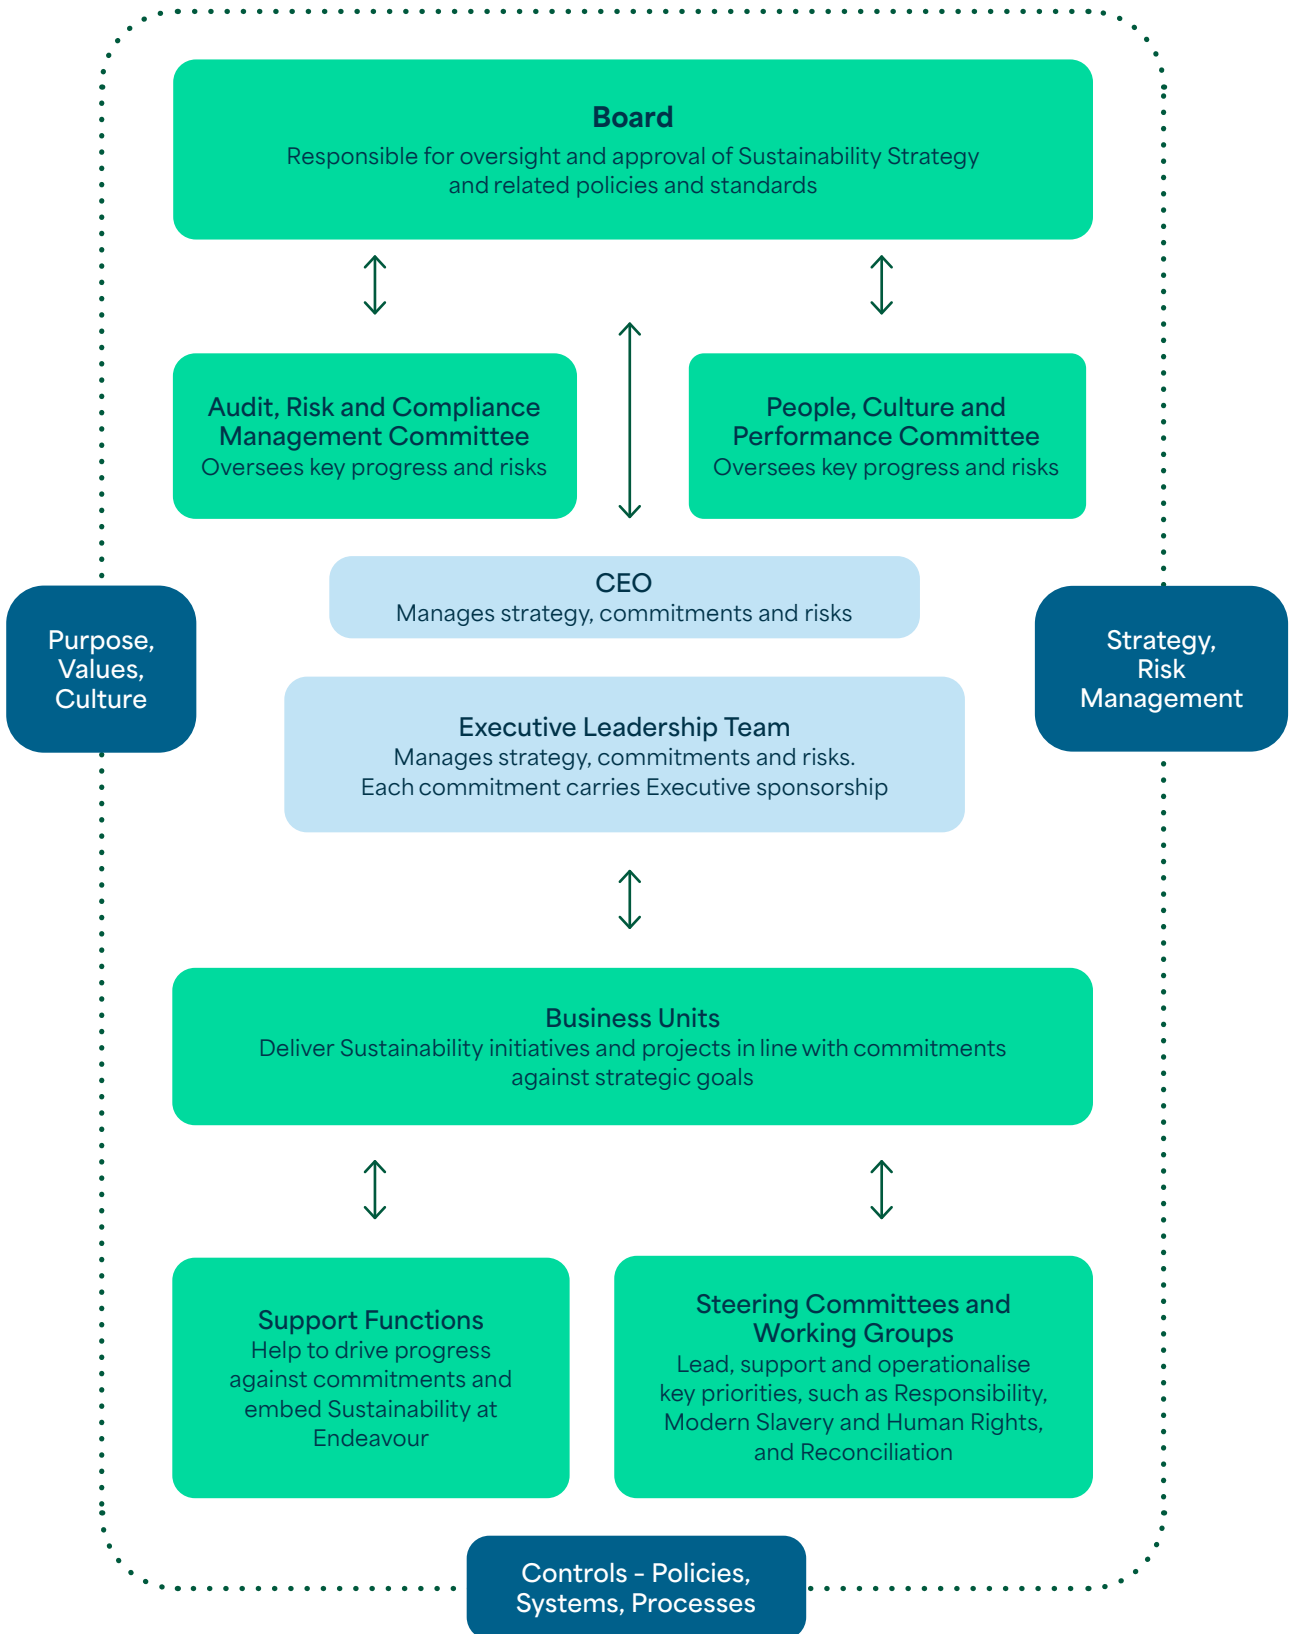 Board
Responsible for oversight and approval of Sustainability Strategy
and related policies and standards
Audit, Risk and Compliance
Management Committee
Oversees key progress and risks
People, Culture and
Performance Committee
Oversees key progress and risks
CEO
Manages strategy, commitments and risks
Purpose,
Values,
Culture
Strategy,
Risk
Management
Executive Leadership Team
Manages strategy, commitments and risks.
Each commitment carries Executive sponsorship
Business Units
Deliver Sustainability initiatives and projects in line with commitments
against strategic goals
Support Functions
Help to drive progress
against commitments and
embed Sustainability at
Endeavour
Steering Committees and
Working Groups
Lead, support and operationalise
key priorities, such as Responsibility,
Modern Slavery and Human Rights,
and Reconciliation
Controls – Policies,
Systems, Processes